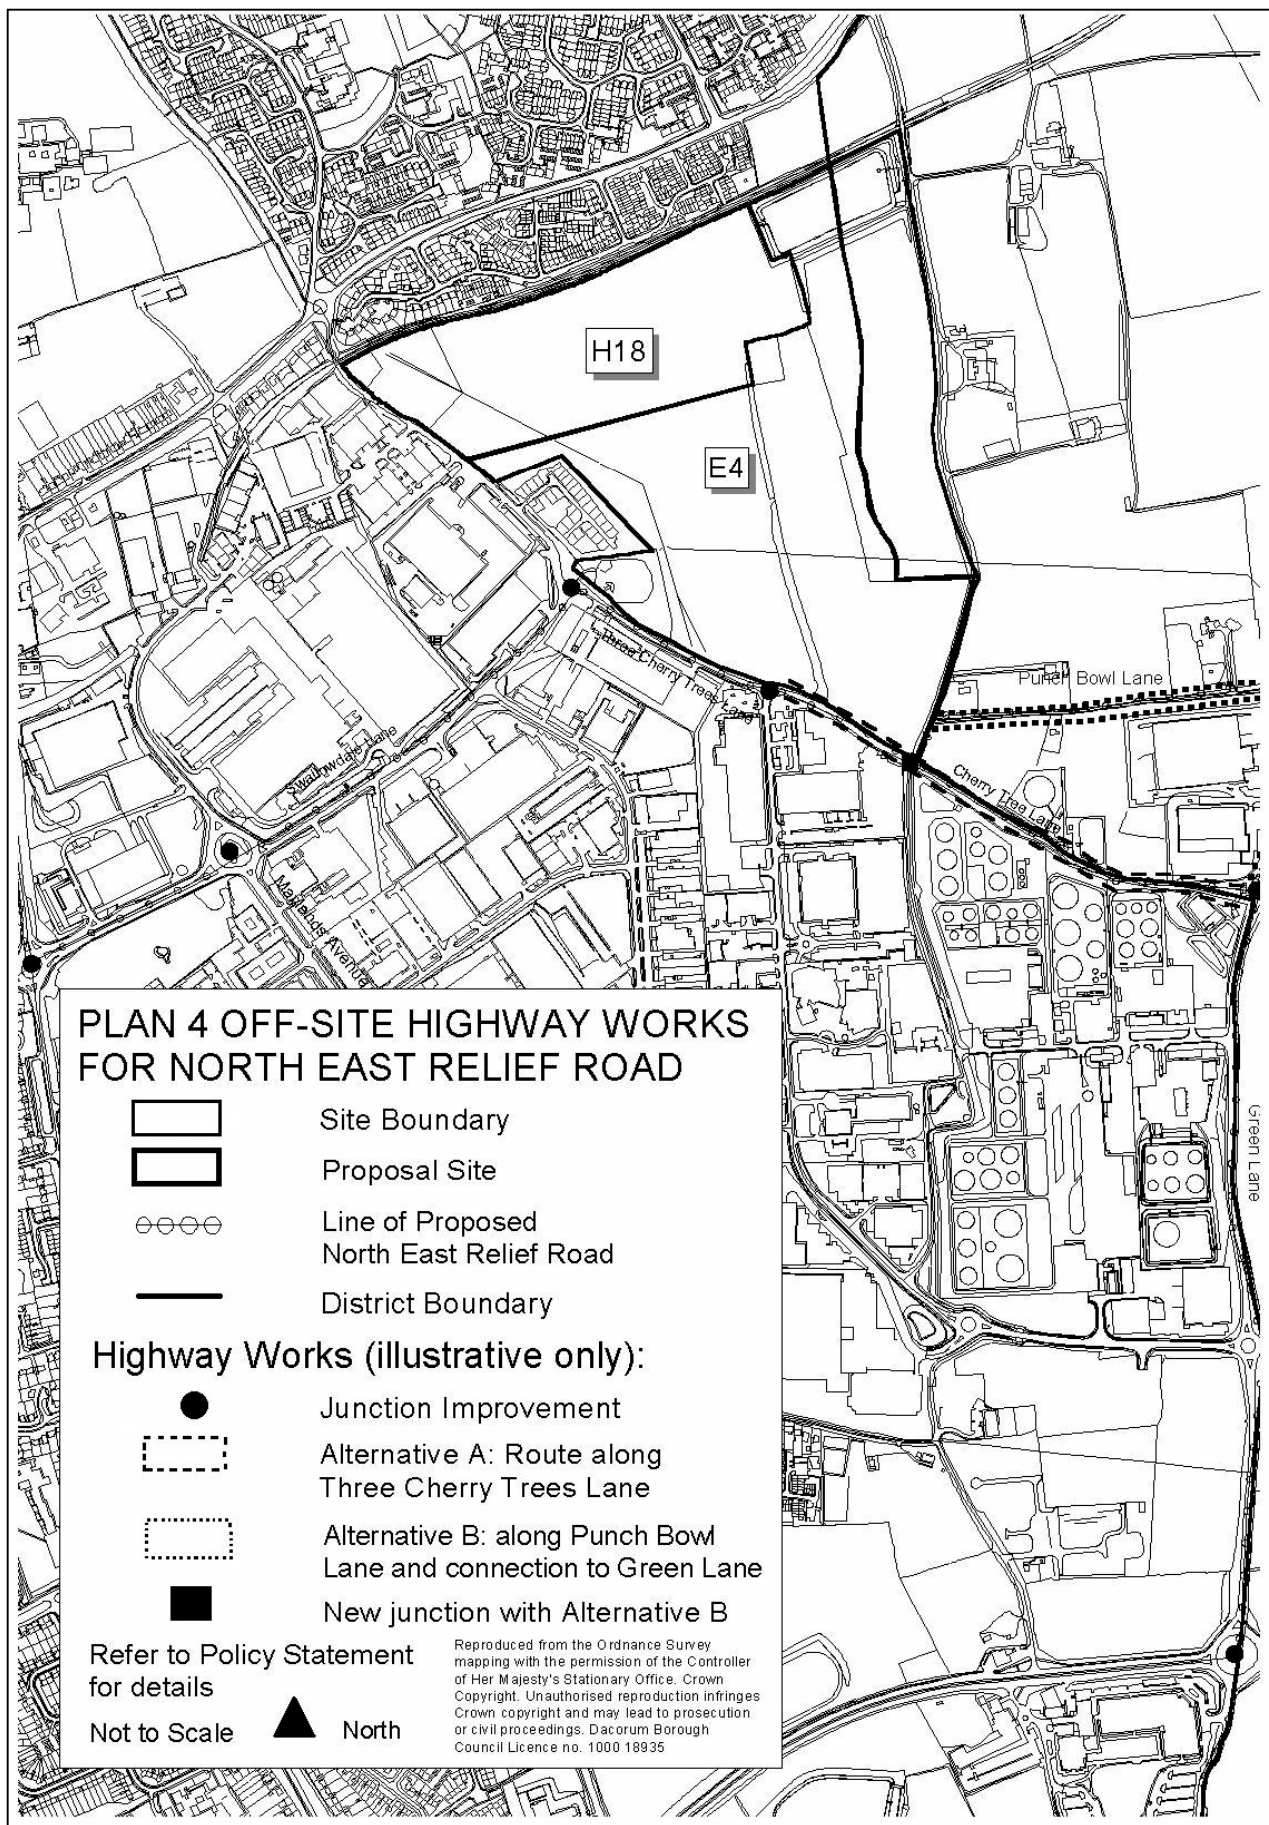 H18
E4
Three Cherry Trees Lane
Punch Bowl Lane
Cherry Tree Lane
Swallowdale Lane
Maylands Avenue
Green Lane
PLAN 4 OFF-SITE HIGHWAY WORKS
FOR NORTH EAST RELIEF ROAD
Site Boundary
Proposal Site
Line of Proposed
North East Relief Road
District Boundary
Highway Works (illustrative only):
Junction Improvement
Alternative A: Route along
Three Cherry Trees Lane
Alternative B: along Punch Bowl
Lane and connection to Green Lane
New junction with Alternative B
Refer to Policy Statement
for details
Not to Scale
North
Reproduced from the Ordnance Survey
mapping with the permission of the Controller
of Her Majesty's Stationary Office. Crown
Copyright. Unauthorised reproduction infringes
Crown copyright and may lead to prosecution
or civil proceedings. Dacorum Borough
Council Licence no. 1000 18935